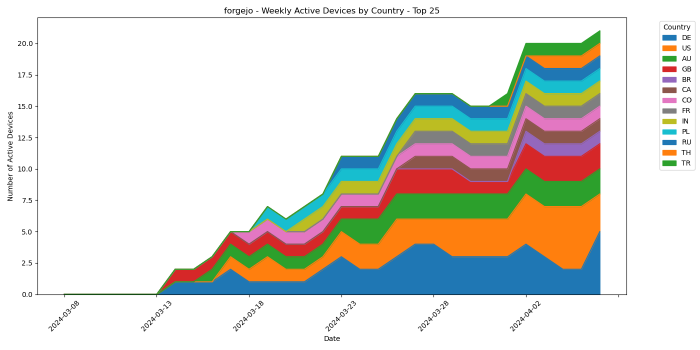 forgejo - Weekly Active Devices by Country - Top 25
Number of Active Devices
20.0
17.5
15.0
12.5
10.0
7.5
5.0
2.5
0.0
2024-03-08
2024-03-13
2024-03-18
2024-03-23
2024-03-28
2024-04-02
Date
Country
DE
US
AU
GB
BR
CA
CO
FR
IN
PL
RU
TH
TR